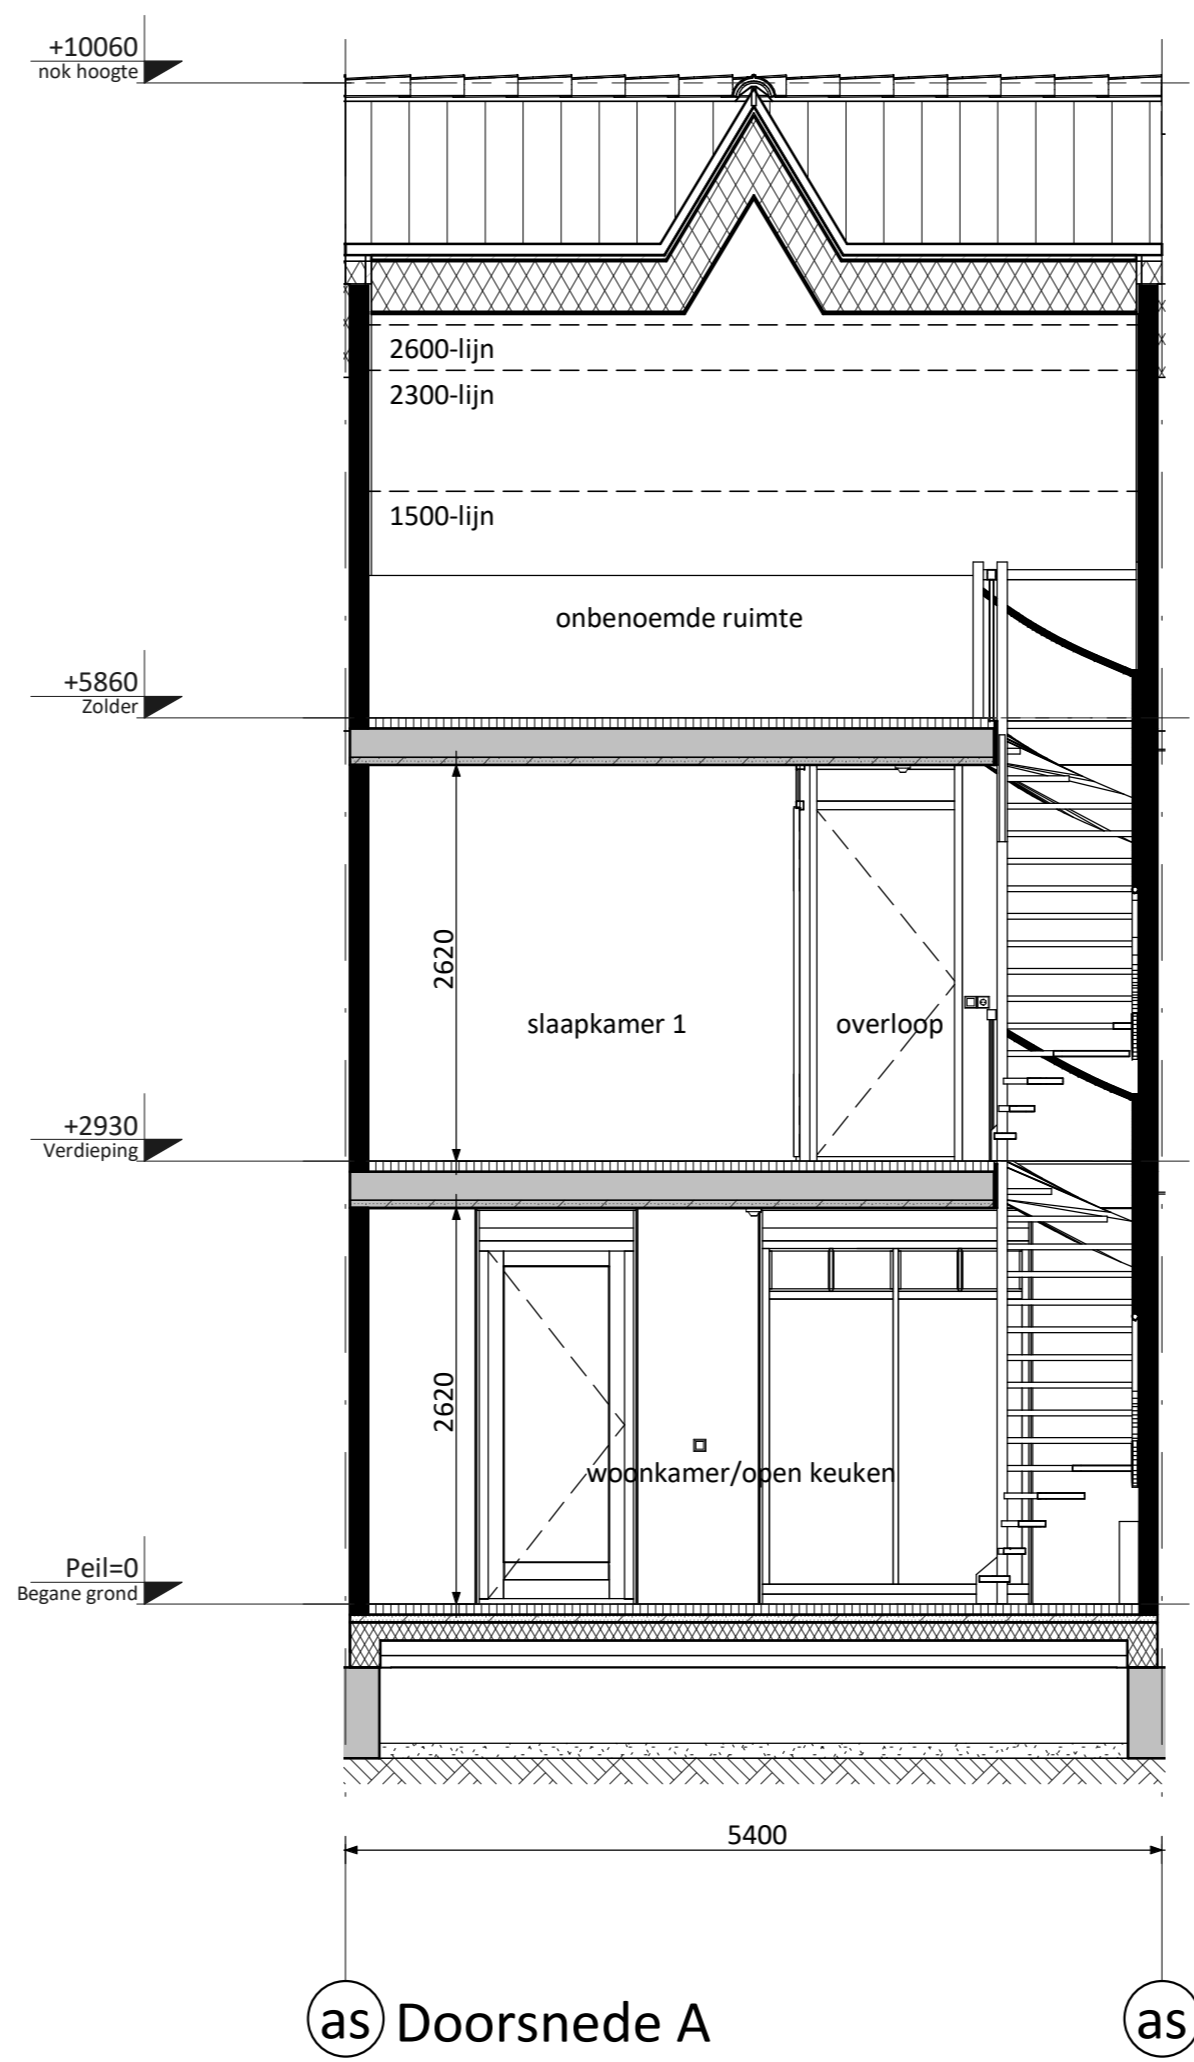 +10060
nok hoogte
2600-lijn
2300-lijn
1500-lijn
onbenoemde ruimte
+5860
Zolder
2620
slaapkamer 1
overloop
+2930
Verdieping
2620
woonkamer/open keuken
Peil=0
Begane grond
5400
as
Doorsnede A
as